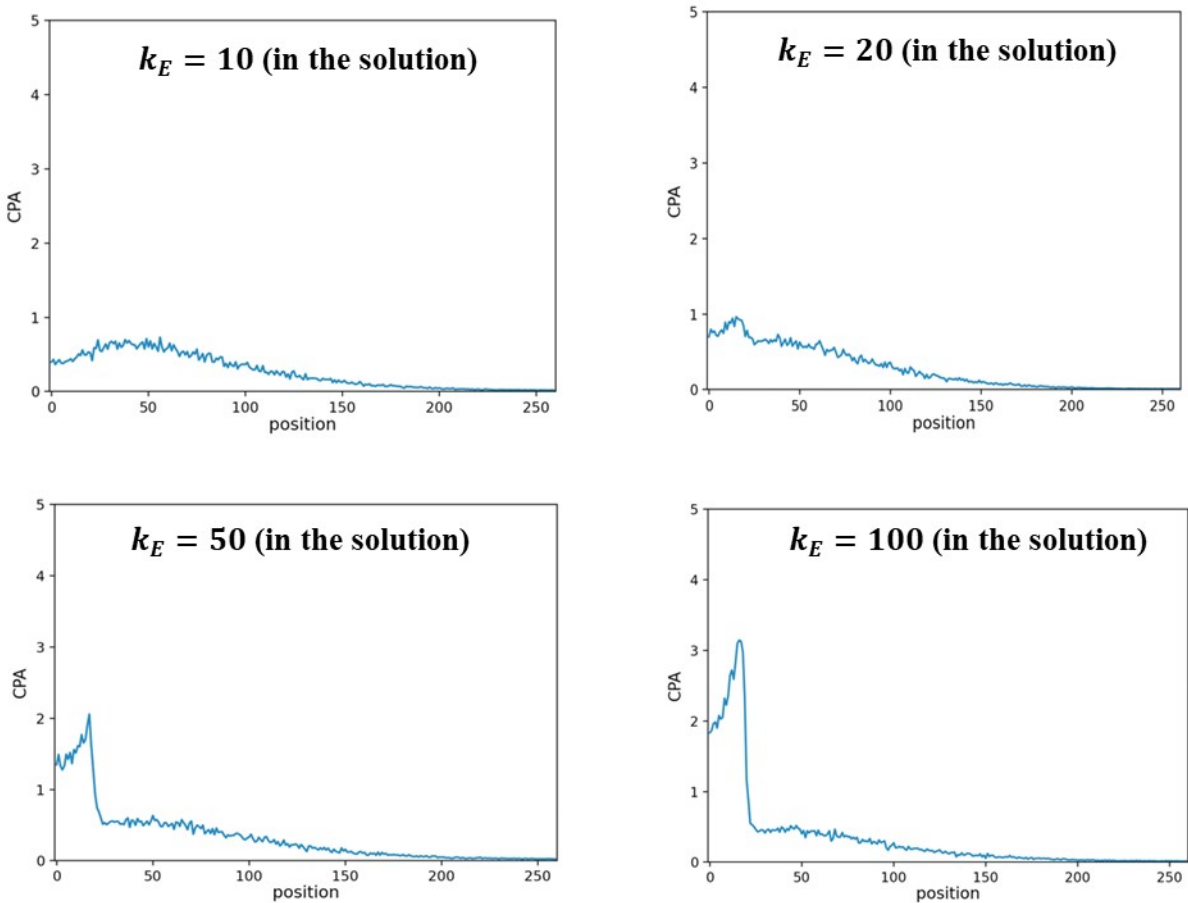 k_E = 10 (in the solution)
5
4
3
2
1
0
CPA
0 50 100 150 200 250
position
k_E = 20 (in the solution)
5
4
3
2
1
0
CPA
0 50 100 150 200 250
position
k_E = 50 (in the solution)
5
4
3
2
1
0
CPA
0 50 100 150 200 250
position
k_E = 100 (in the solution)
5
4
3
2
1
0
CPA
0 50 100 150 200 250
position